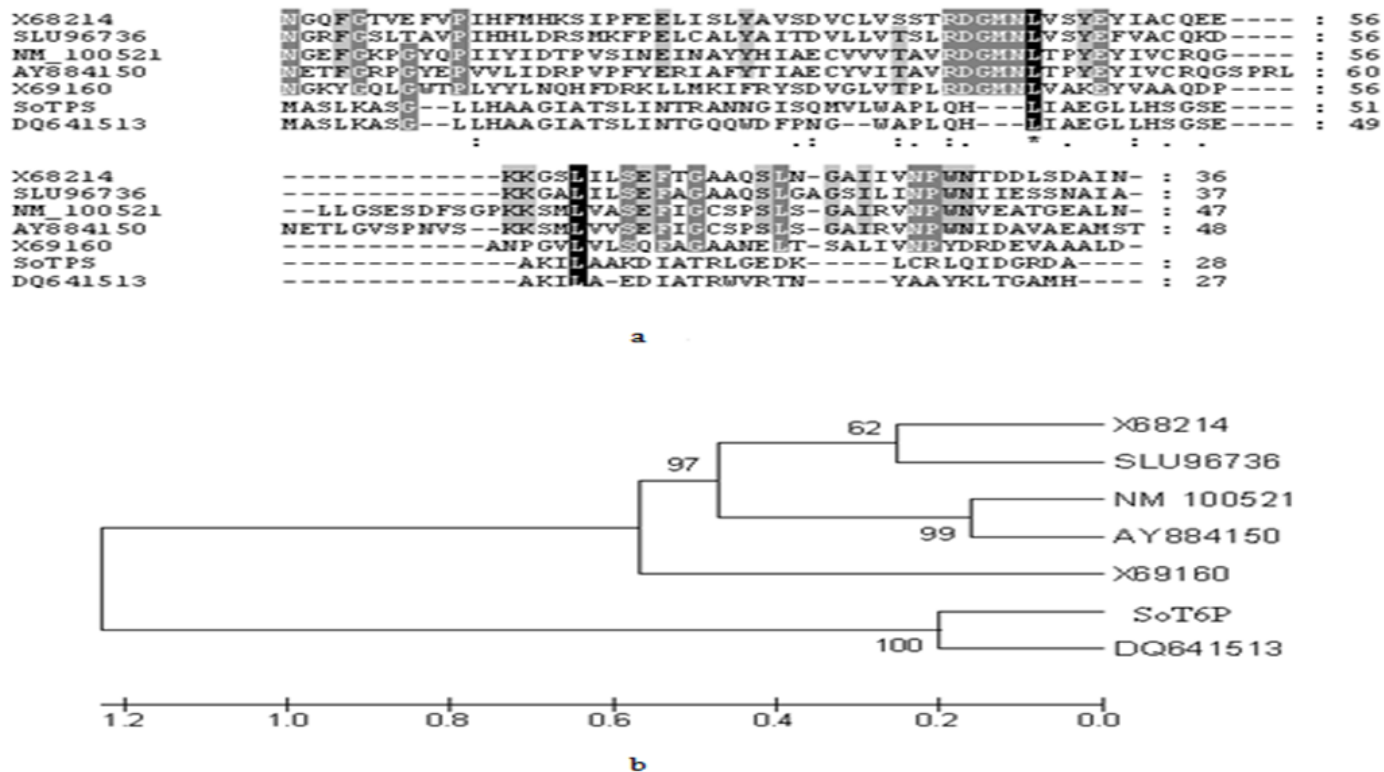 X68214 NGQFGTVEFVPIHFMHKSIPFEELISLYAVSDVCLVSSTRDGMNLVSYEYIACQEE---- : 56
SLU96736 NGRFGSLTAVPIHHLDRSMKFPELCALYAITDVLLVTSLRDGMNLVSYEFVACQKD---- : 56
NM_100521 NGEFGKPGYQPIIYIDTPVSINEINAYYHIAECVVVTAVRDGMNLTPYEYIVCRQG---- : 56
AY884150 NETFGRPGYEPVVLIDRPVPFYERIAFYTIAECYVITAVRDGMNLTPYEYIVCRQGSPRL : 60
X69160 NGKYGQLGWTPLYYLNQHFDRKLLMKIFRYSDVGLVTPLRDGMNLVAKEYVAAQDP---- : 56
SoTPS MASLKASG--LLHAAGIATSLINTRANNGISQMVLWAPLQH---LIAEGLLHSGSE---- : 51
DQ641513 MASLKASG--LLHAAGIATSLINTGQQWDFPNG--WAPLQH---LIAEGLLHSGSE---- : 49
: .: :. :. * . : . .
X68214 -------------KKGSLILSEFTGAAQSLN-GAIIVNPWNTDDLSDAIN- : 36
SLU96736 -------------KKGALILSEFAGAAQSLGAGSILINPWNIIESSNAIA- : 37
NM_100521 --LLGSESDFSGPKKSMLVASEFIGCSPSLS-GAIRVNPWNVEATGEALN- : 47
AY884150 NETLGVSPNVS--KKSMLVVSEFIGCSPSLS-GAIRVNPWNIDAVAEAMST : 48
X69160 ------------ANPGVLVLSQFAGAANELT-SALIVNPYDRDEVAAALD-
SoTPS --------------AKILAAKDIATRLGEDK-----LCRLQIDGRDA---- : 28
DQ641513 --------------AKILA-EDIATRWVRTN-----YAAYKLTGAMH---- : 27
a
62 X68214
97 SLU96736
NM 100521
99 AY884150
X69160
SoT6P
100 DQ641513
1.2 1.0 0.8 0.6 0.4 0.2 0.0
b